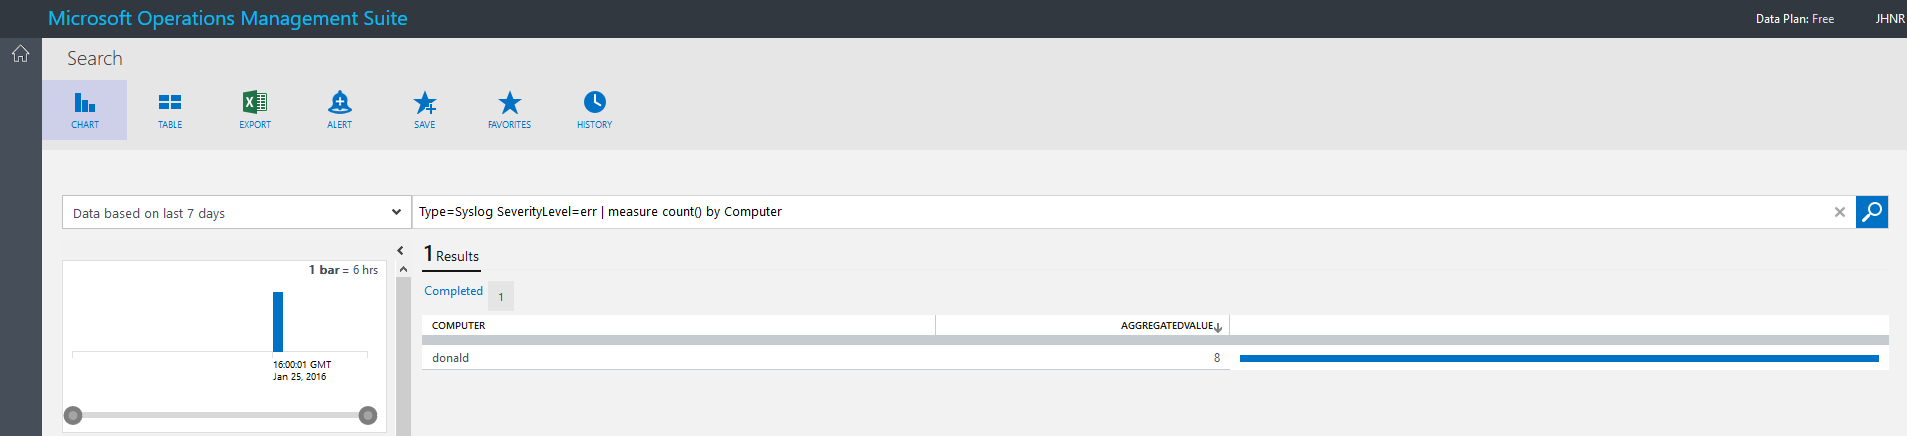 Microsoft Operations Management Suite
Data Plan: Free
JHNR
Search
CHART
TABLE
EXPORT
ALERT
SAVE
FAVORITES
HISTORY
Data based on last 7 days
Type=Syslog SeverityLevel=err | measure count() by Computer
1 bar = 6 hrs
16:00:01 GMT
Jan 25, 2016
1 Results
Completed 1
COMPUTER AGGREGATEDVALUE
donald 8